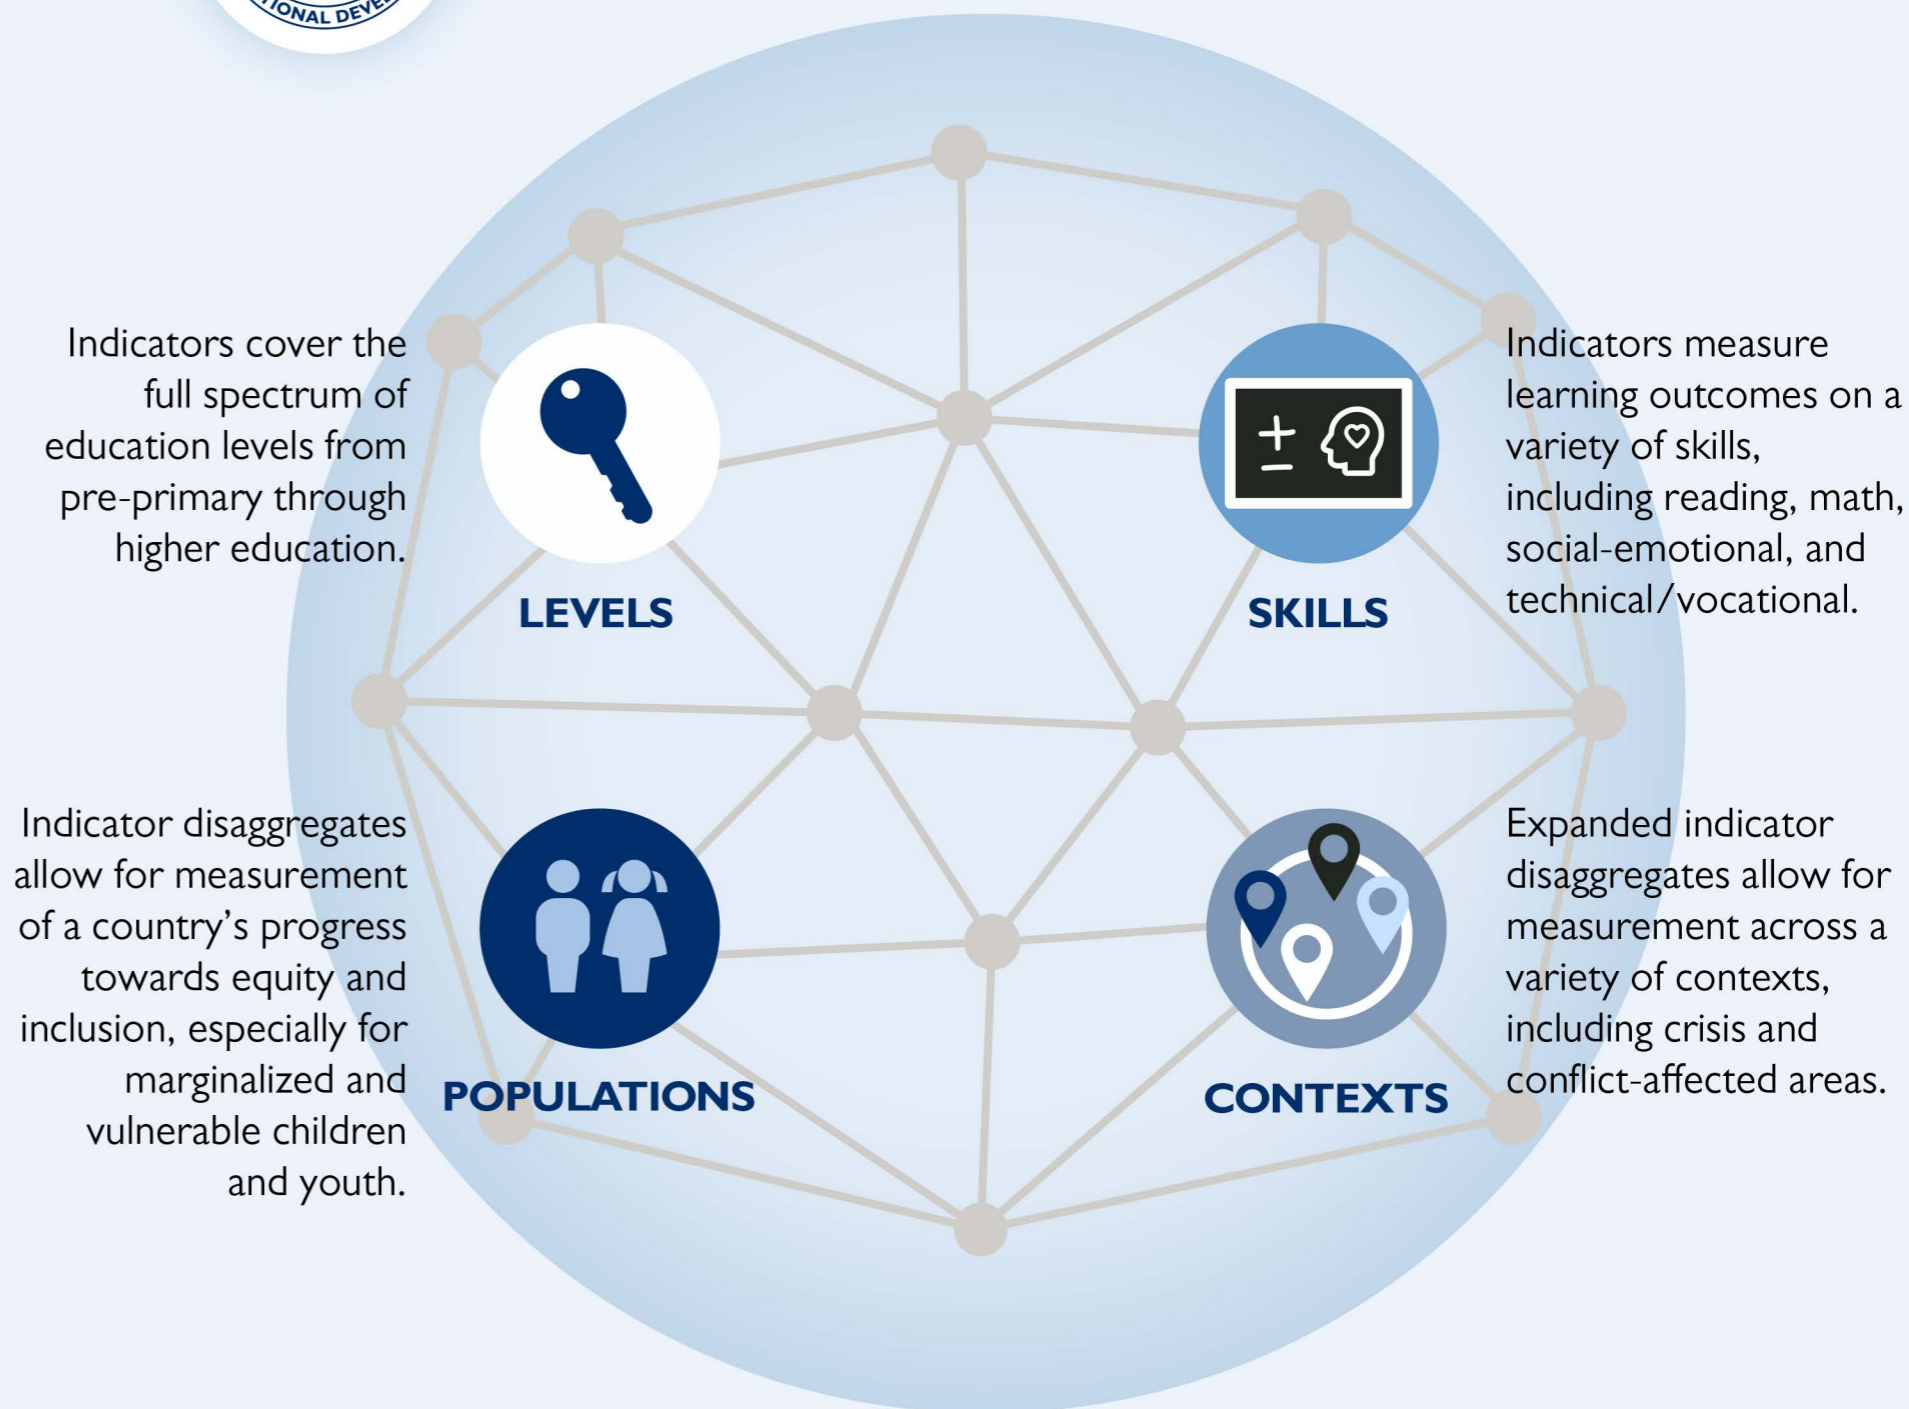 Indicators cover the
full spectrum of
education levels from
pre-primary through
higher education.
LEVELS
Indicators measure
learning outcomes on a
variety of skills,
including reading, math,
social-emotional, and
technical/vocational.
SKILLS
Indicator disaggregates
allow for measurement
of a country’s progress
towards equity and
inclusion, especially for
marginalized and
vulnerable children
and youth.
POPULATIONS
Expanded indicator
disaggregates allow for
measurement across a
variety of contexts,
including crisis and
conflict-affected areas.
CONTEXTS